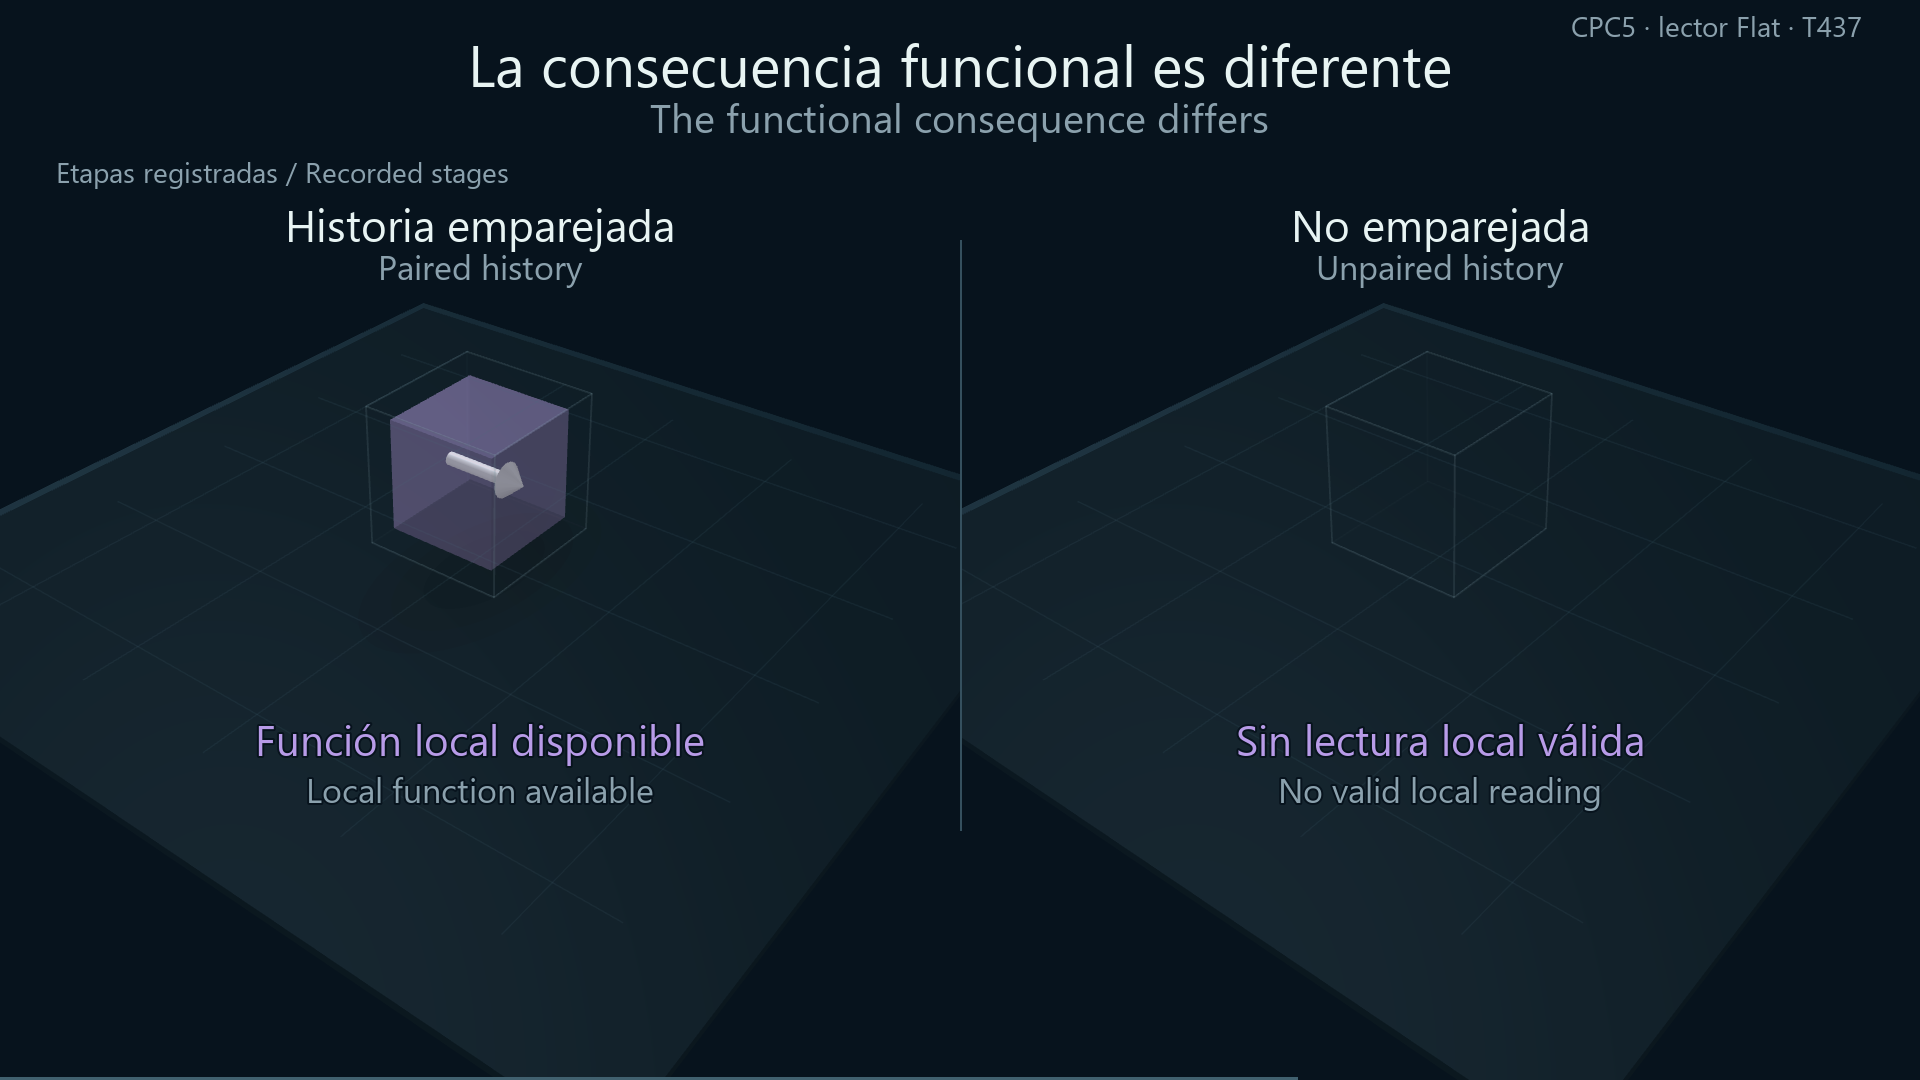 CPC5 · lector Flat · T437
La consecuencia funcional es diferente
The functional consequence differs
Etapas registradas / Recorded stages
Historia emparejada
Paired history
No emparejada
Unpaired history
Función local disponible
Local function available
Sin lectura local válida
No valid local reading